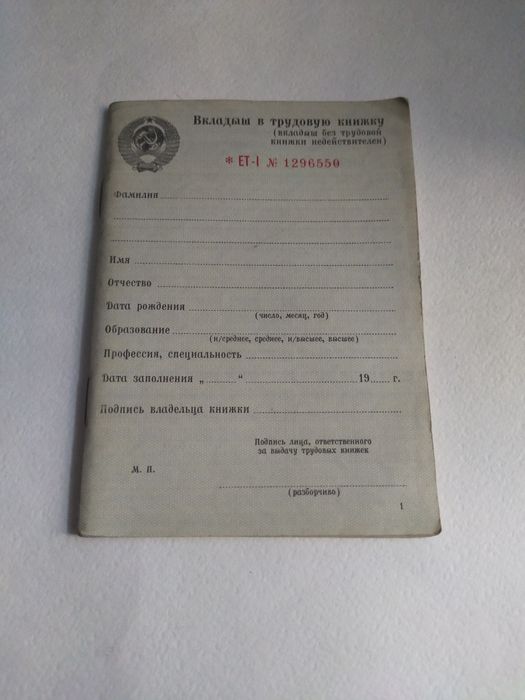 Вкладыш в трудовую книжку
(вкладыш без трудовой
книжки недействителен)
* ЕТ-I № 1296550
Фамилия
Имя
Отчество
Дата рождения
(число, месяц, год)
Образование
(н/среднее, среднее, н/высшее, высшее)
Профессия, специальность
Дата заполнения „ “ 19 г.
Подпись владельца книжки
Подпись лица, ответственного
за выдачу трудовых книжек
М. П.
(разборчиво)
1